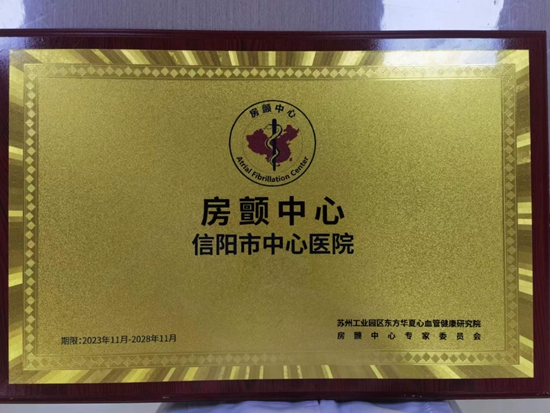 房颤中心
Atrial Fibrillation Center
房颤中心
信阳市中心医院
苏州工业园区东方华夏心血管健康研究院
房颤中心专家委员会
期限:2023年11月-2028年11月